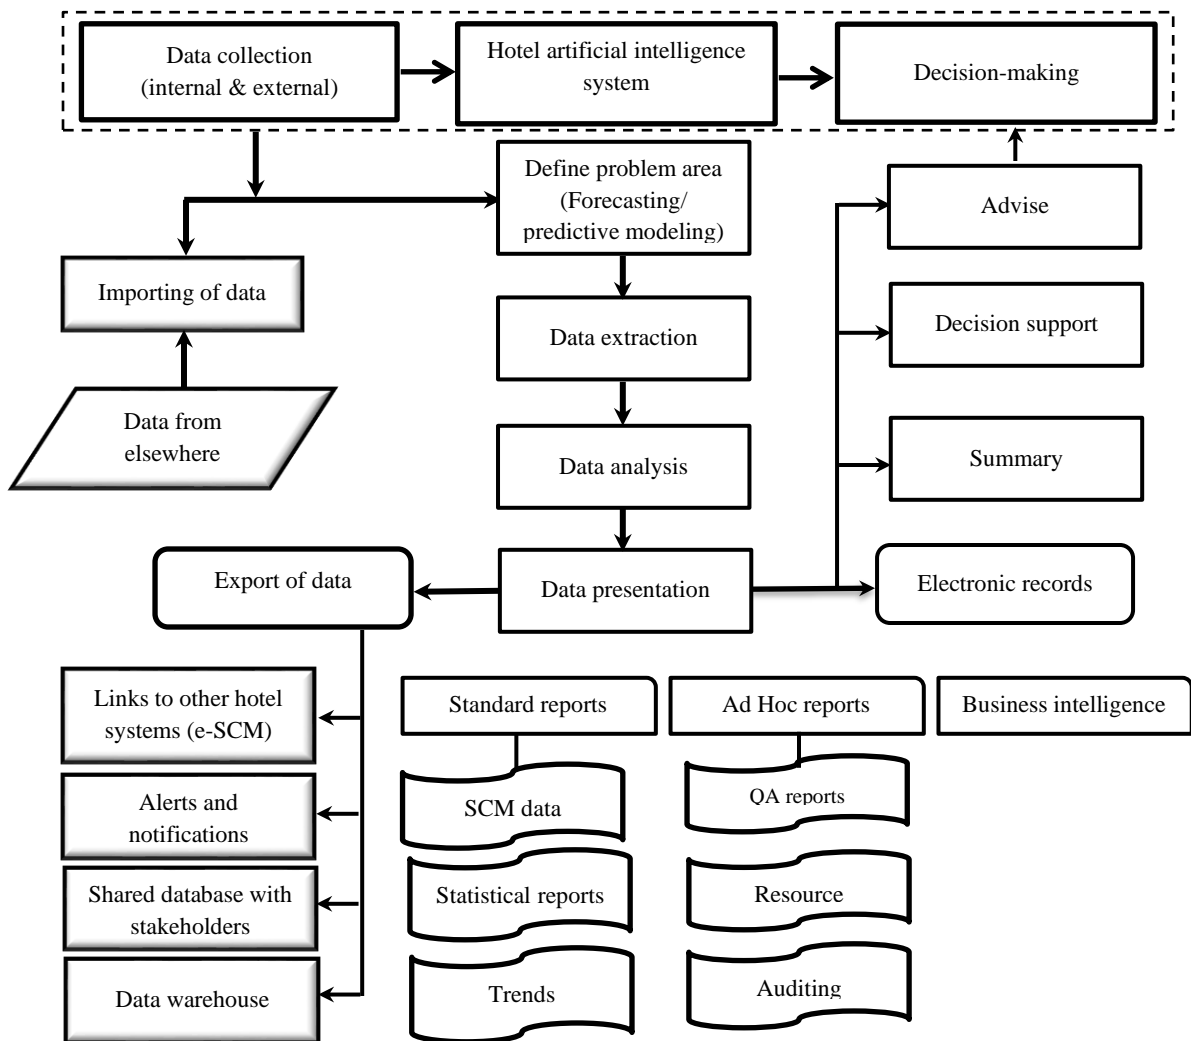 Data collection
(internal & external)
Hotel artificial intelligence
system
Decision-making
Define problem area
(Forecasting/
predictive modeling)
Advise
Importing of data
Data extraction
Decision support
Data from
elsewhere
Data analysis
Summary
Export of data
Data presentation
Electronic records
Links to other hotel
systems (e-SCM)
Standard reports
Ad Hoc reports
Business intelligence
Alerts and
notifications
SCM data
QA reports
Shared database with
stakeholders
Statistical reports
Resource
Data warehouse
Trends
Auditing